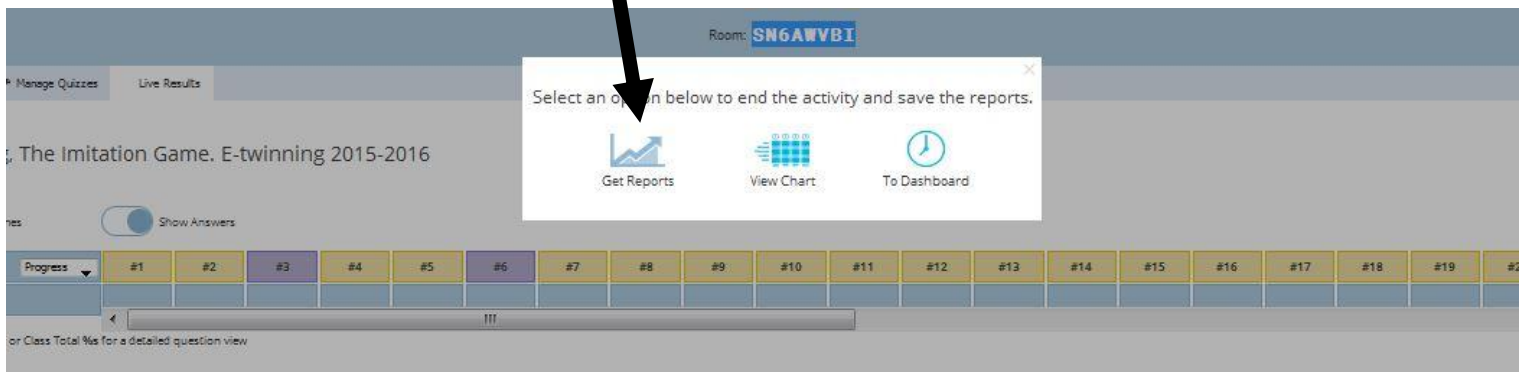 Room: SN6AWVBI
Manage Quizzes Live Results
×
Select an option below to end the activity and save the reports.
The Imitation Game. E-twinning 2015-2016
Get Reports View Chart To Dashboard
Show Answers
Progress #1 #2 #3 #4 #5 #6 #7 #8 #9 #10 #11 #12 #13 #14 #15 #16 #17 #18 #19
or Class Total %s for a detailed question view